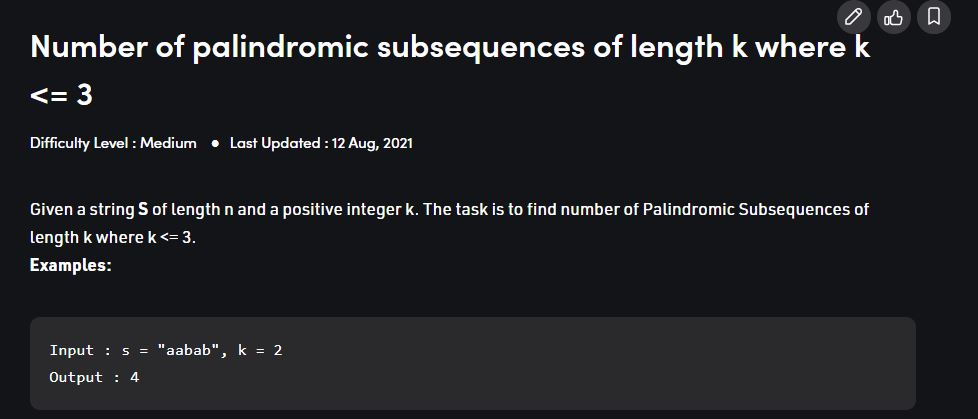 Number of palindromic subsequences of length k where k
<= 3
Difficulty Level : Medium ● Last Updated : 12 Aug, 2021
Given a string S of length n and a positive integer k. The task is to find number of Palindromic Subsequences of
length k where k <= 3.
Examples:
Input : s = "aabab", k = 2
Output : 4